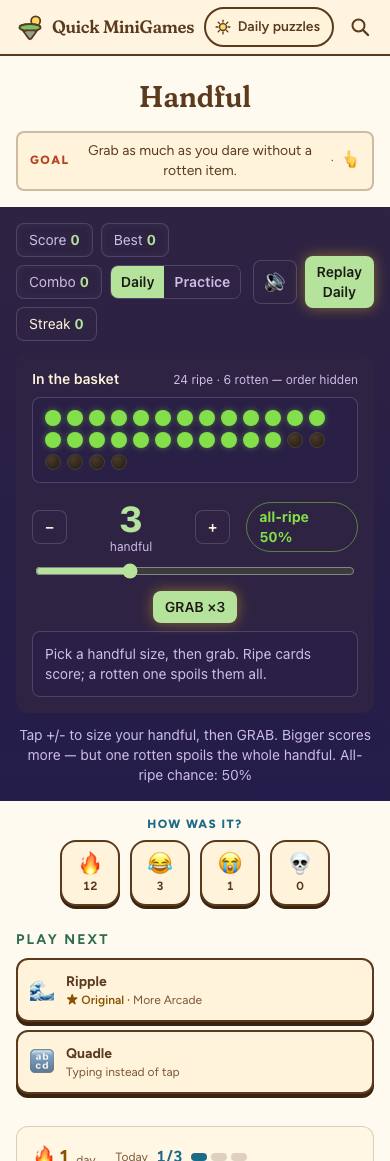 Quick MiniGames
Daily puzzles
Handful
GOAL
Grab as much as you dare without a
rotten item.
·
Score 0
Best 0
Combo 0
Daily
Practice
Replay
Daily
Streak 0
In the basket
24 ripe · 6 rotten — order hidden
−
3
handful
+
all-ripe
50%
GRAB ×3
Pick a handful size, then grab. Ripe cards
score; a rotten one spoils them all.
Tap +/- to size your handful, then GRAB. Bigger scores
more — but one rotten spoils the whole handful. All-
ripe chance: 50%
HOW WAS IT?
12
3
1
0
PLAY NEXT
Ripple
★ Original · More Arcade
abcd
Quadle
Typing instead of tap
1 day
Today 1/3